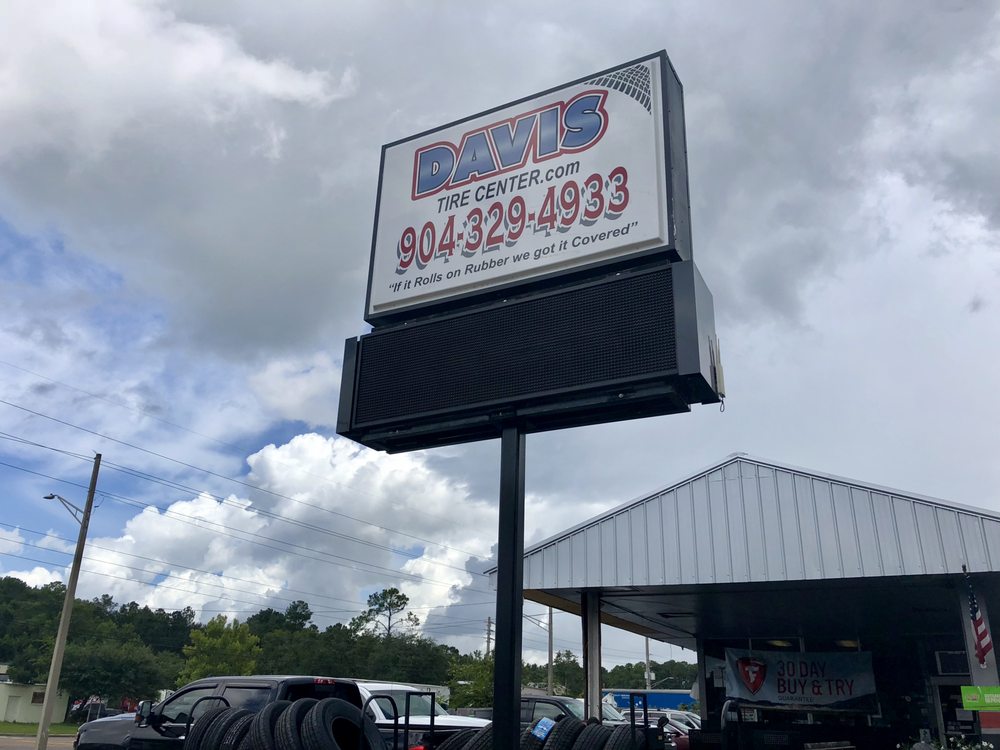 DAVIS
TIRE CENTER.com
904-329-4933
"If it Rolls on Rubber we got it Covered"
30 DAY
BUY & TRY
GUARANTEE